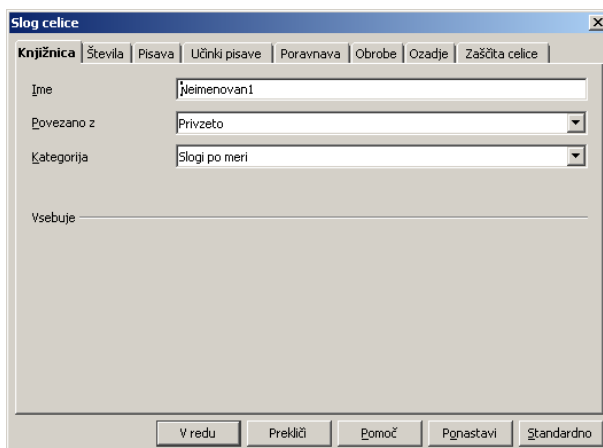 Slog celice
Knjižnica Števila Pisava Učinki pisave Poravnava Obrobe Ozadje Zaščita celice
Ime Neimenovan1
Povezano z Privzeto
Kategorija Slogi po meri
Vsebuje
V redu Prekliči Pomoč Ponastavi Standardno